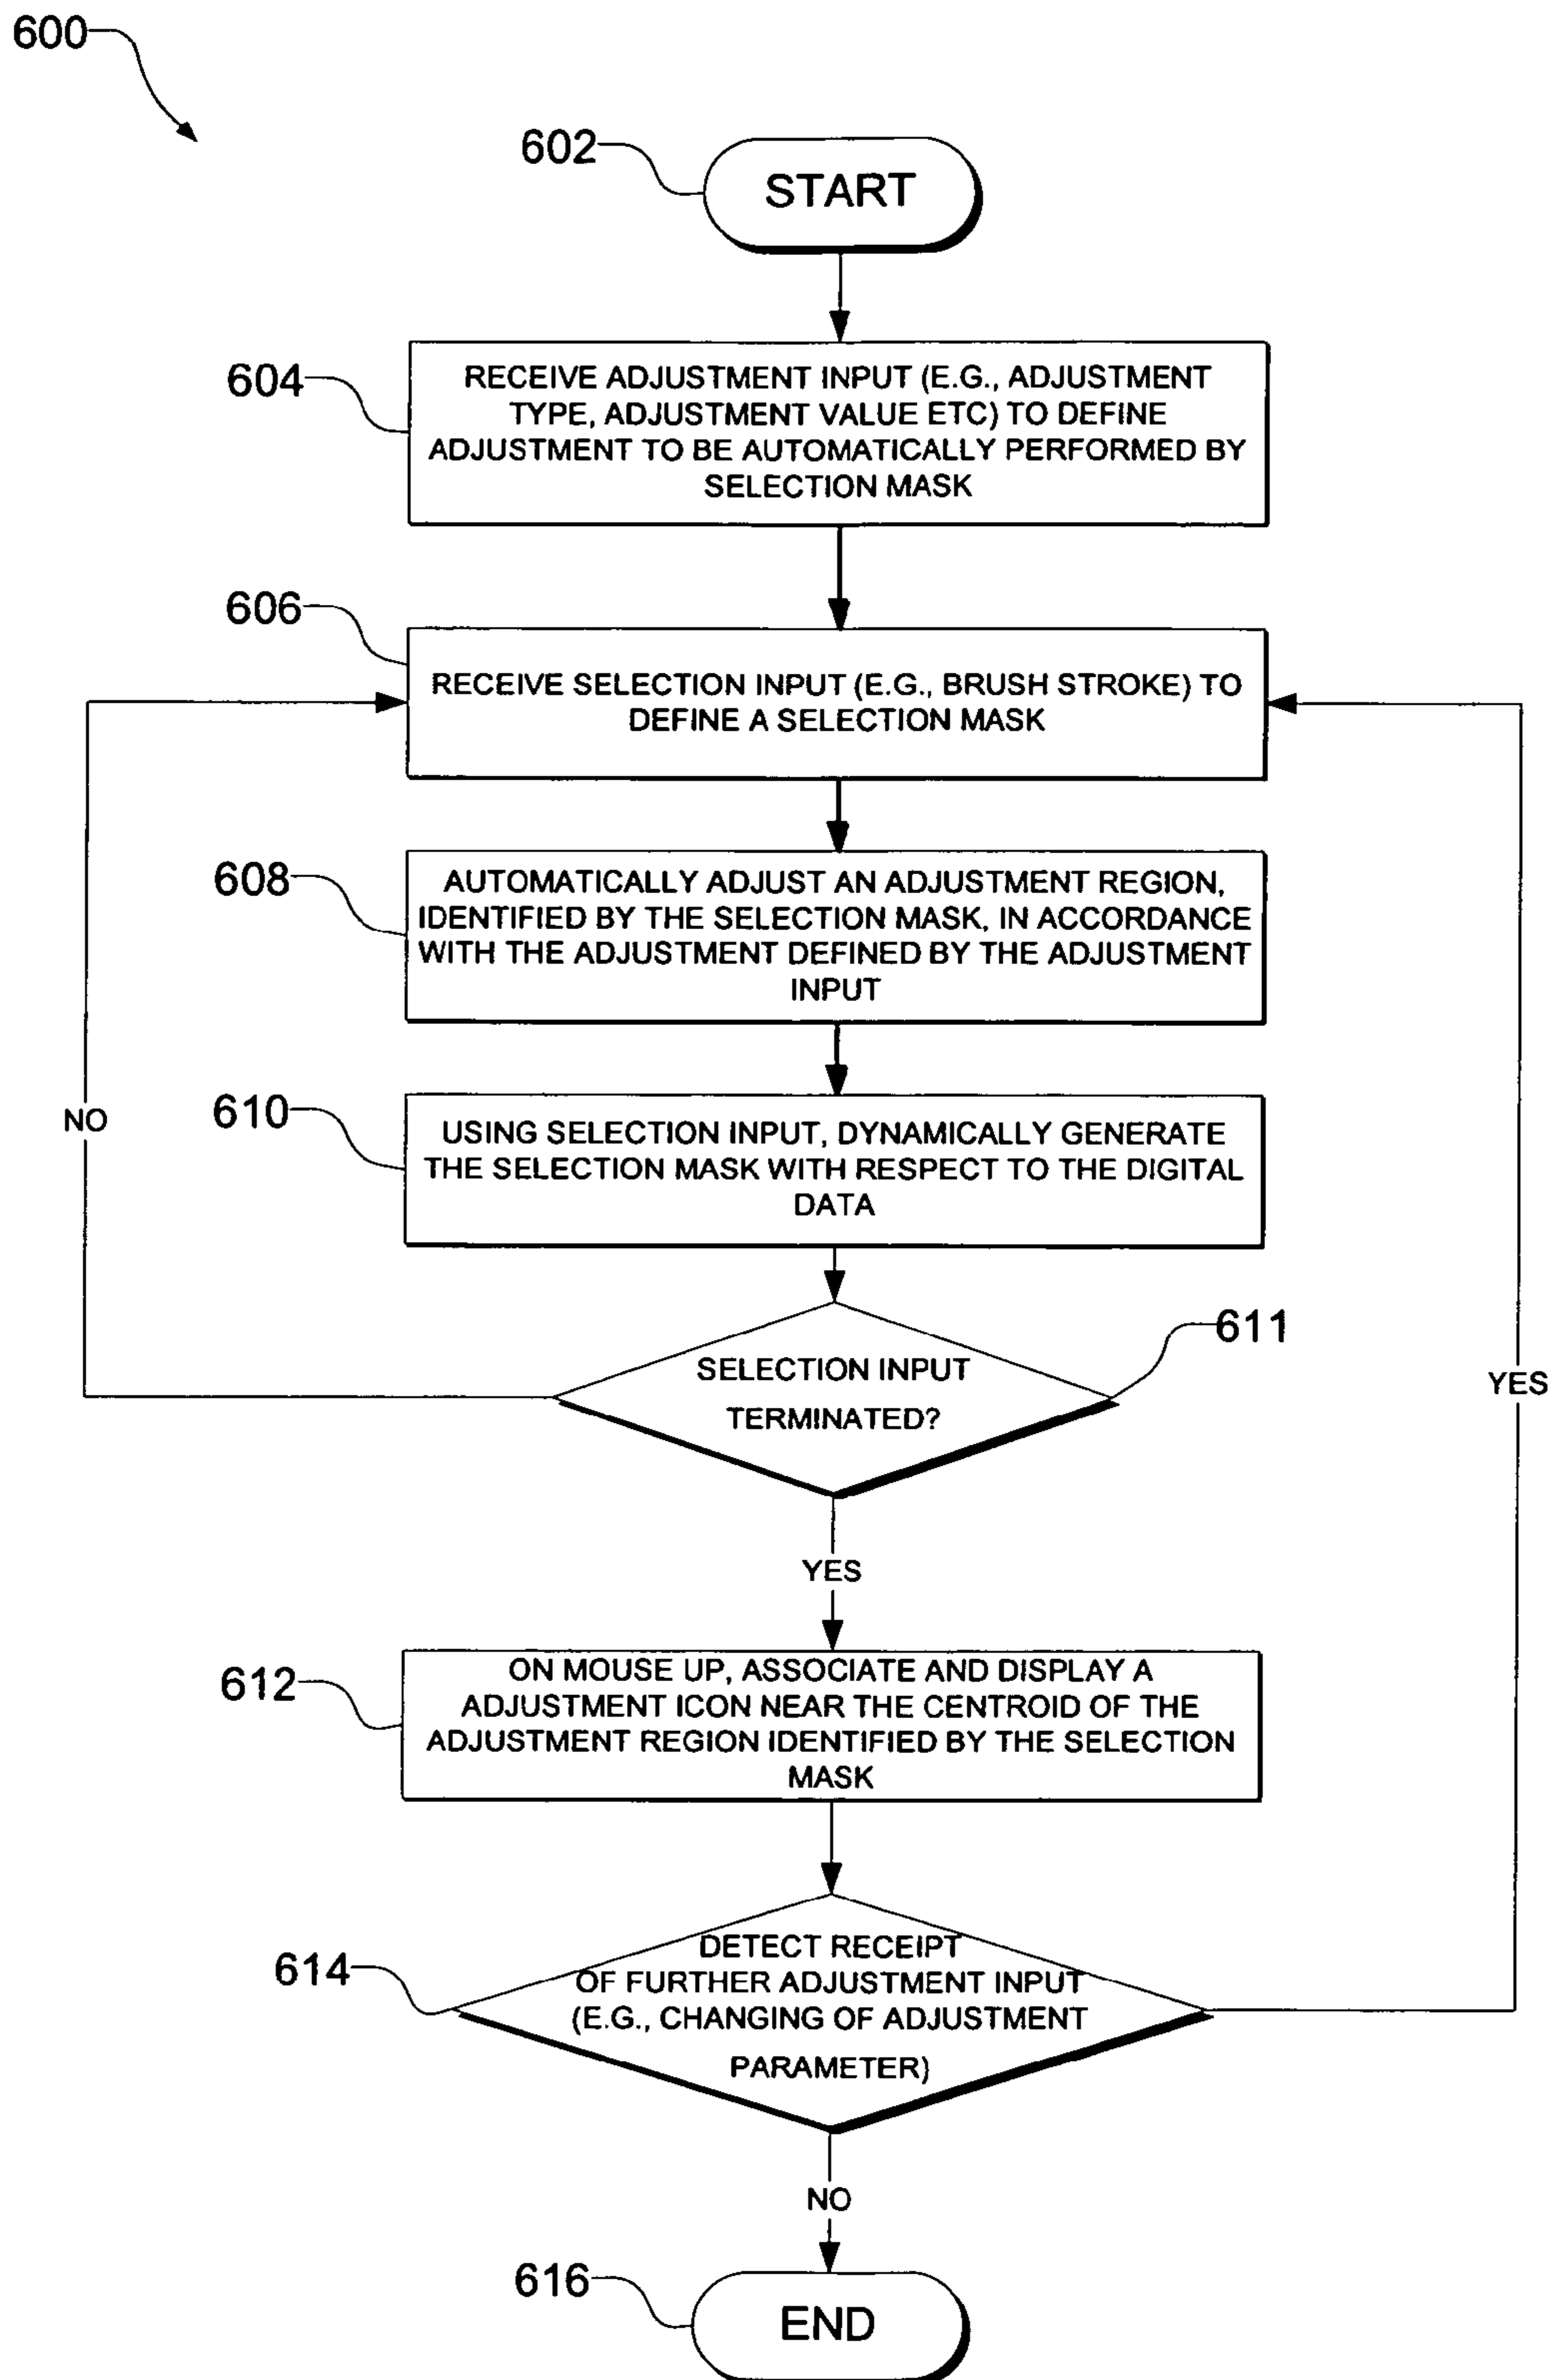 600
602
START
604
RECEIVE ADJUSTMENT INPUT (E.G., ADJUSTMENT
TYPE, ADJUSTMENT VALUE ETC) TO DEFINE
ADJUSTMENT TO BE AUTOMATICALLY PERFORMED BY
SELECTION MASK
606
RECEIVE SELECTION INPUT (E.G., BRUSH STROKE) TO
DEFINE A SELECTION MASK
608
AUTOMATICALLY ADJUST AN ADJUSTMENT REGION,
IDENTIFIED BY THE SELECTION MASK, IN ACCORDANCE
WITH THE ADJUSTMENT DEFINED BY THE ADJUSTMENT
INPUT
NO
610
USING SELECTION INPUT, DYNAMICALLY GENERATE
THE SELECTION MASK WITH RESPECT TO THE DIGITAL
DATA
611
SELECTION INPUT
TERMINATED?
YES
YES
612
ON MOUSE UP, ASSOCIATE AND DISPLAY A
ADJUSTMENT ICON NEAR THE CENTROID OF THE
ADJUSTMENT REGION IDENTIFIED BY THE SELECTION
MASK
614
DETECT RECEIPT
OF FURTHER ADJUSTMENT INPUT
(E.G., CHANGING OF ADJUSTMENT
PARAMETER)
NO
616
END